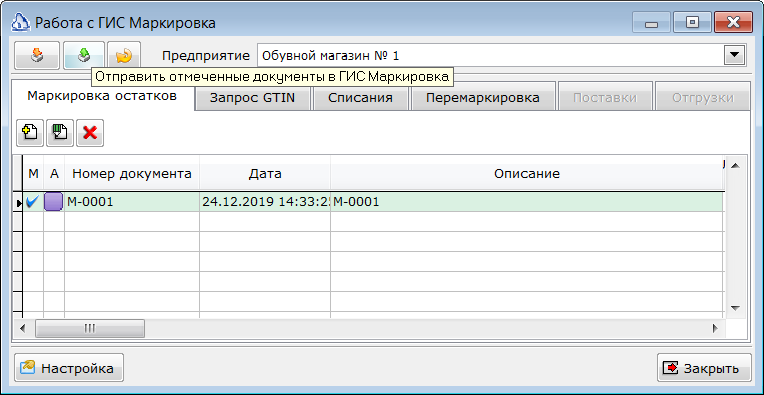 Работа с ГИС Маркировка
Предприятие Обувной магазин № 1
Отправить отмеченные документы в ГИС Маркировка
Маркировка остатков Запрос GTIN Списания Перемаркировка Поставки Отгрузки
М А Номер документа Дата Описание
М-0001 24.12.2019 14:33:25 М-0001
Настройка Закрыть